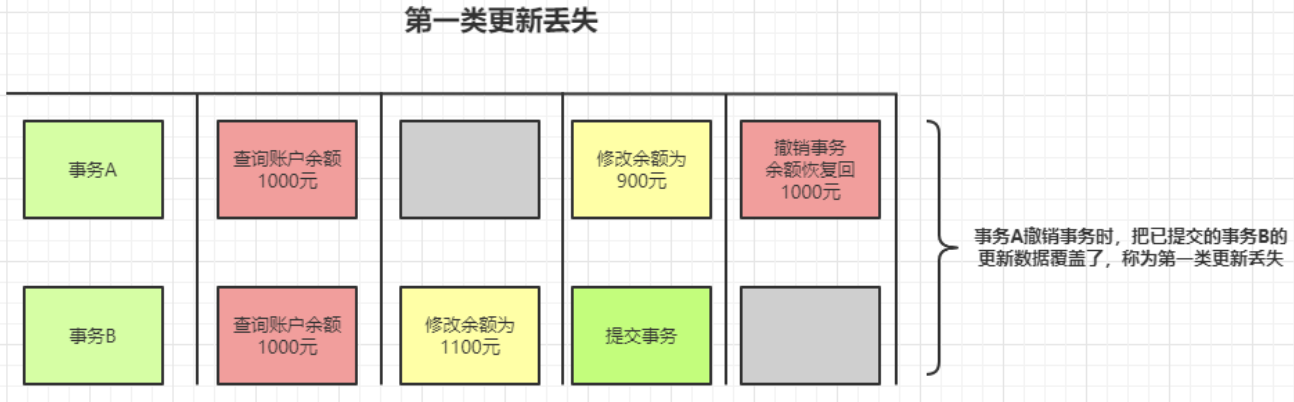 第一类更新丢失
事务A
查询账户余额
1000元
修改余额为
900元
撤销事务
余额恢复回
1000元
事务A撤销事务时，把已提交的事务B的
更新数据覆盖了，称为第一类更新丢失
事务B
查询账户余额
1000元
修改余额为
1100元
提交事务